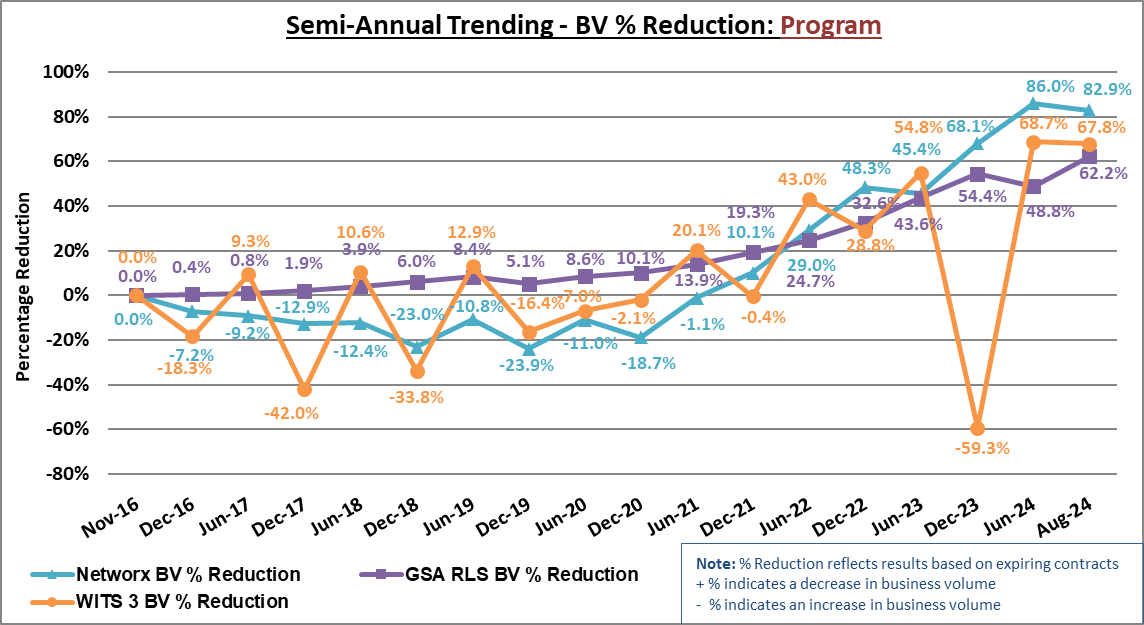 Semi-Annual Trending - BV % Reduction: Program
Percentage Reduction
100%
80%
60%
40%
20%
0%
-20%
-40%
-60%
-80%
86.0% 82.9%
54.8% 68.1% 68.7% 67.8%
45.4%
48.3%
43.0%
62.2%
54.4%
48.8%
32.6%
43.6%
19.3%
10.1%
20.1%
28.8%
29.0%
24.7%
0.0%
0.0%
0.4%
9.3%
0.8%
1.9%
10.6%
3.9%
6.0%
12.9%
8.4%
5.1%
8.6%
10.1%
13.9%
0.0%
-7.2%
-18.3%
-9.2%
-12.9%
-42.0%
-12.4%
-23.0%
-33.8%
-10.8%
-16.4%
-23.9%
-7.0%
-11.0%
-2.1%
-18.7%
-1.1%
-0.4%
-59.3%
Nov-16
Dec-16
Jun-17
Dec-17
Jun-18
Dec-18
Jun-19
Dec-19
Jun-20
Dec-20
Jun-21
Dec-21
Jun-22
Dec-22
Jun-23
Dec-23
Jun-24
Aug-24
Networx BV % Reduction
GSA RLS BV % Reduction
WITS 3 BV % Reduction
Note: % Reduction reflects results based on expiring contracts
+ % indicates a decrease in business volume
- % indicates an increase in business volume